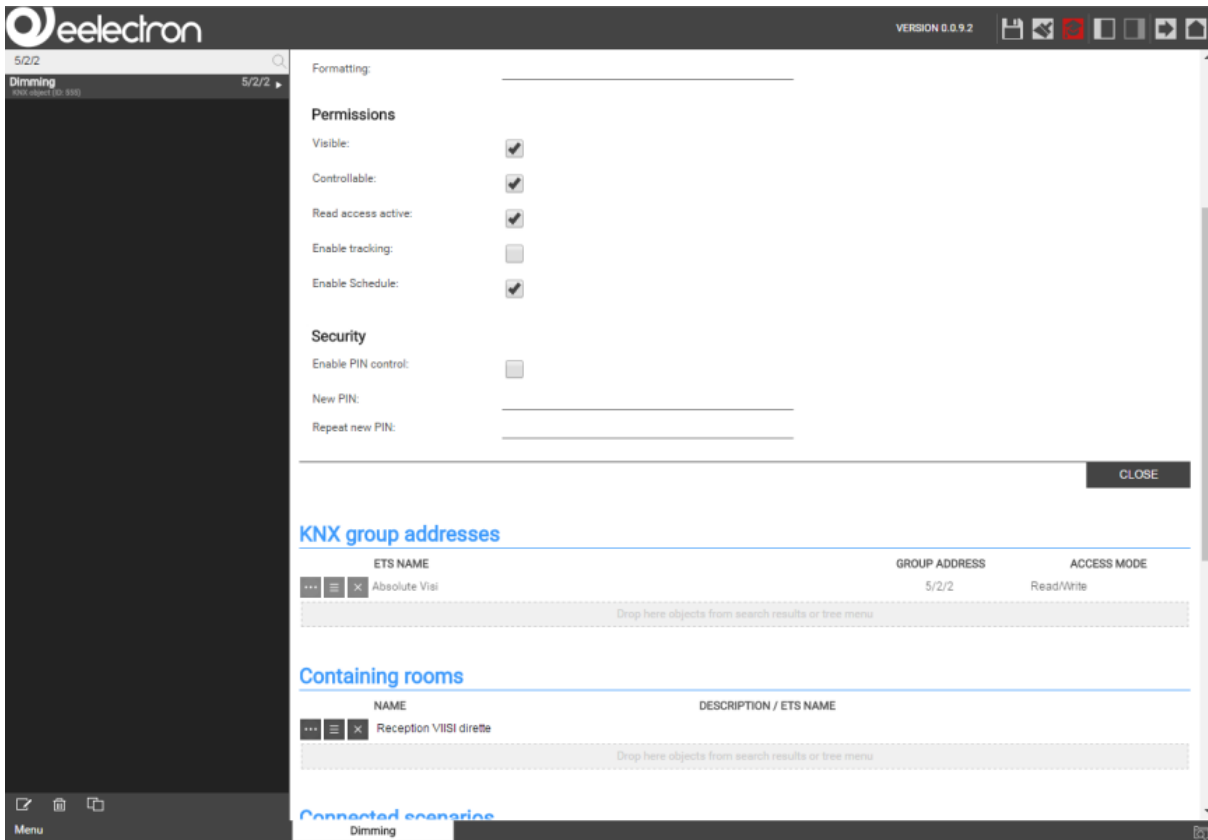 eelectron
VERSION 0.0.9.2
5/2/2
Dimming 5/2/2
KNX object (ID: 898)
Formatting:
Permissions
Visible:
Controllable:
Read access active:
Enable tracking:
Enable Schedule:
Security
Enable PIN control:
New PIN:
Repeat new PIN:
CLOSE
KNX group addresses
ETS NAME GROUP ADDRESS ACCESS MODE
Absolute Visi 5/2/2 Read/Write
Drop here objects from search results or tree menu
Containing rooms
NAME DESCRIPTION / ETS NAME
Reception VIISI dirette
Drop here objects from search results or tree menu
Connected scenarios
Menu
Dimming